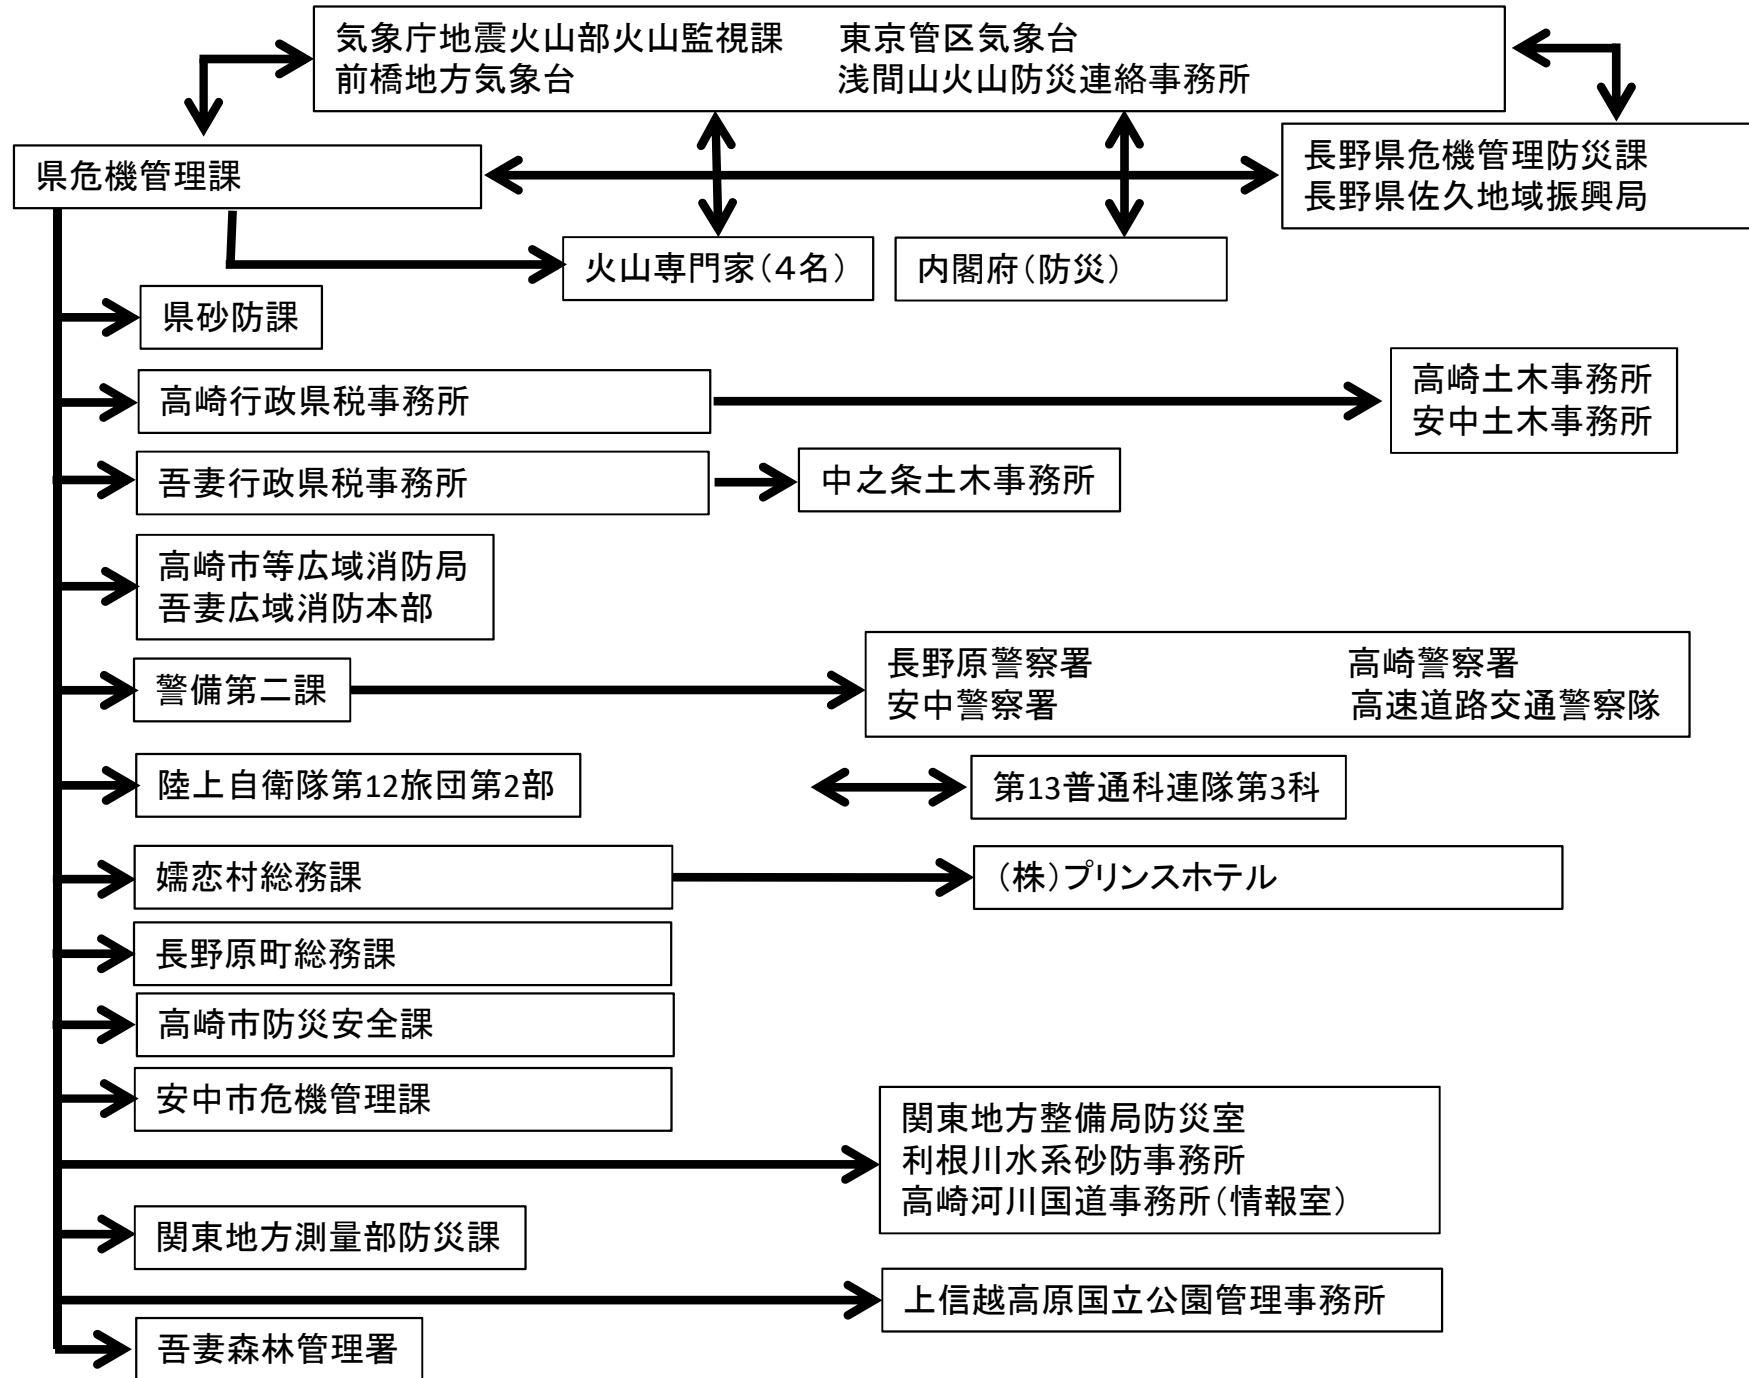 気象庁地震火山部火山監視課　東京管区気象台
前橋地方気象台　浅間山火山防災連絡事務所
県危機管理課
長野県危機管理防災課
長野県佐久地域振興局
火山専門家（４名）
内閣府（防災）
県砂防課
高崎行政県税事務所
高崎土木事務所
安中土木事務所
吾妻行政県税事務所
中之条土木事務所
高崎市等広域消防局
吾妻広域消防本部
警備第二課
長野原警察署　高崎警察署
安中警察署　高速道路交通警察隊
陸上自衛隊第12旅団第2部
第13普通科連隊第3科
嬬恋村総務課
（株）プリンスホテル
長野原町総務課
高崎市防災安全課
安中市危機管理課
関東地方整備局防災室
利根川水系砂防事務所
高崎河川国道事務所（情報室）
関東地方測量部防災課
上信越高原国立公園管理事務所
吾妻森林管理署